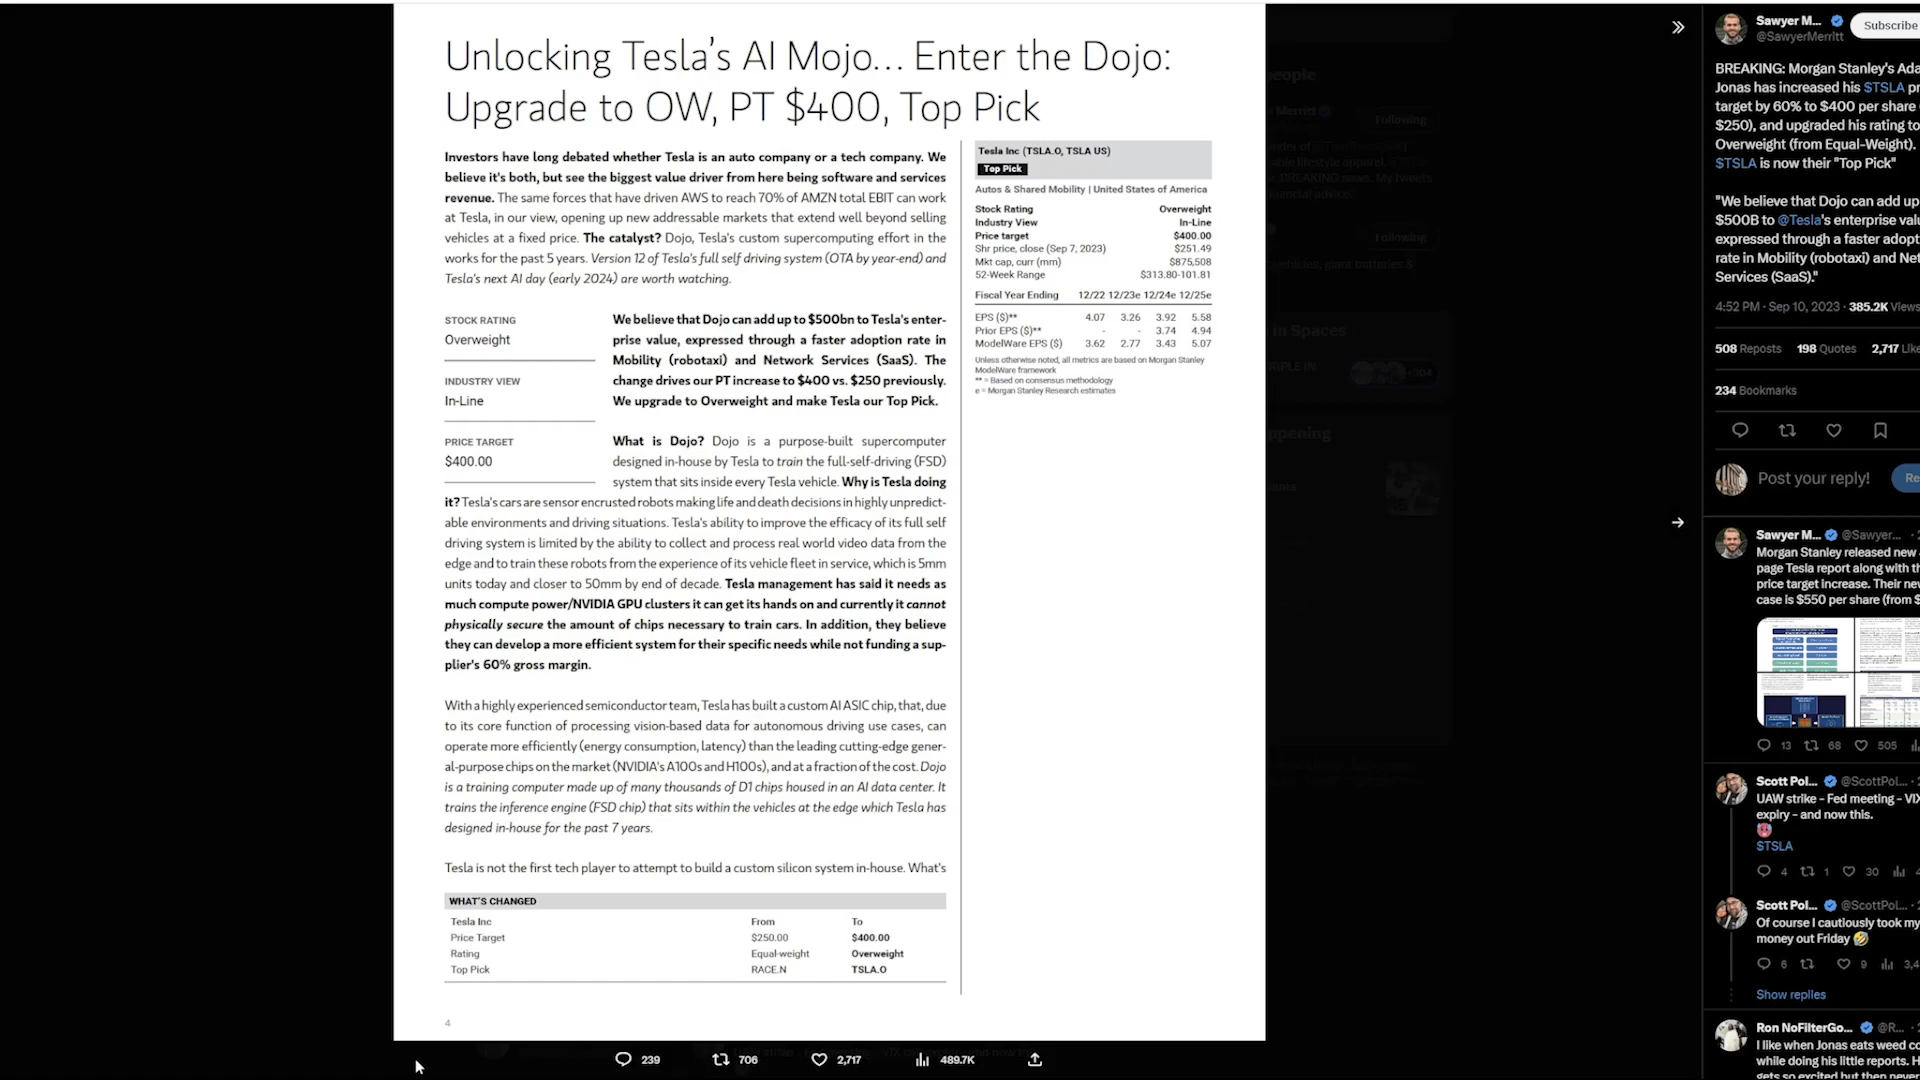 Unlocking Tesla's AI Mojo… Enter the Dojo:
Upgrade to OW, PT $400, Top Pick
Investors have long debated whether Tesla is an auto company or a tech company. We
believe it's both, but see the biggest value driver from here being software and services
revenue. The same forces that have driven AWS to reach 70% of AMZN total EBIT can work
at Tesla, in our view, opening up new addressable markets that extend well beyond selling
vehicles at a fixed price. The catalyst? Dojo, Tesla's custom supercomputing effort in the
works for the past 5 years. Version 12 of Tesla's full self driving system (OTA by year-end) and
Tesla's next AI day (early 2024) are worth watching.
STOCK RATING
Overweight
INDUSTRY VIEW
In-Line
PRICE TARGET
$400.00
We believe that Dojo can add up to $500bn to Tesla's enter-
prise value, expressed through a faster adoption rate in
Mobility (robotaxi) and Network Services (SaaS). The
change drives our PT increase to $400 vs. $250 previously.
We upgrade to Overweight and make Tesla our Top Pick.
What is Dojo? Dojo is a purpose-built supercomputer
designed in-house by Tesla to train the full-self-driving (FSD)
system that sits inside every Tesla vehicle. Why is Tesla doing
it? Tesla's cars are sensor encrusted robots making life and death decisions in highly unpredict-
able environments and driving situations. Tesla's ability to improve the efficacy of its full self
driving system is limited by the ability to collect and process real world video data from the
edge and to train these robots from the experience of its vehicle fleet in service, which is 5mm
units today and closer to 50mm by end of decade. Tesla management has said it needs as
much compute power/NVIDIA GPU clusters it can get its hands on and currently it cannot
physically secure the amount of chips necessary to train cars. In addition, they believe
they can develop a more efficient system for their specific needs while not funding a sup-
plier's 60% gross margin.
With a highly experienced semiconductor team, Tesla has built a custom AI ASIC chip, that, due
to its core function of processing vision-based data for autonomous driving use cases, can
operate more efficiently (energy consumption, latency) than the leading cutting-edge gener-
al-purpose chips on the market (NVIDIA's A100s and H100s), and at a fraction of the cost. Dojo
is a training computer made up of many thousands of D1 chips housed in an AI data center. It
trains the inference engine (FSD chip) that sits within the vehicles at the edge which Tesla has
designed in-house for the past 7 years.
Tesla is not the first tech player to attempt to build a custom silicon system in-house. What's
WHAT'S CHANGED
Tesla Inc From To
Price Target $250.00 $400.00
Rating Equal-weight Overweight
Top Pick RACE.N TSLA.O
4
Tesla Inc (TSLA.O, TSLA US)
Top Pick
Autos & Shared Mobility | United States of America
Stock Rating Overweight
Industry View In-Line
Price target $400.00
Shr price, close (Sep 7, 2023) $251.49
Mkt cap, curr (mm) $875,508
52-Week Range $313.80-101.81
Fiscal Year Ending 12/22 12/23e 12/24e 12/25e
EPS ($)** 4.07 3.26 3.92 5.58
Prior EPS ($)** - - 3.74 4.94
ModelWare EPS ($) 3.62 2.77 3.43 5.07
Unless otherwise noted, all metrics are based on Morgan Stanley
ModelWare framework
** = Based on consensus methodology
e = Morgan Stanley Research estimates
239 706 2,717 489.7K
Following
Following
Sawyer M...
@SawyerMerritt
Subscribe
BREAKING: Morgan Stanley's Ada
Jonas has increased his $TSLA pr
target by 60% to $400 per share
$250), and upgraded his rating to
Overweight (from Equal-Weight).
$TSLA is now their "Top Pick"
"We believe that Dojo can add up
$500B to @Tesla's enterprise valu
expressed through a faster adopt
rate in Mobility (robotaxi) and Net
Services (SaaS)."
4:52 PM · Sep 10, 2023 · 385.2K Views
508 Reposts 198 Quotes 2,717 Like
234 Bookmarks
Post your reply!
Re
Sawyer M... @Sawyer... ·
Morgan Stanley released new
page Tesla report along with th
price target increase. Their new
case is $550 per share (from $
13 68 505
Scott Pol... @ScottPol... ·
UAW strike - Fed meeting - VIX
expiry - and now this.
$TSLA
4 1 30
Scott Pol... @ScottPol... ·
Of course I cautiously took my
money out Friday
6 9 3,4
Show replies
Ron NoFilterGo... @R... ·
I like when Jonas eats weed co
while doing his little reports. H
gets so excited but then never